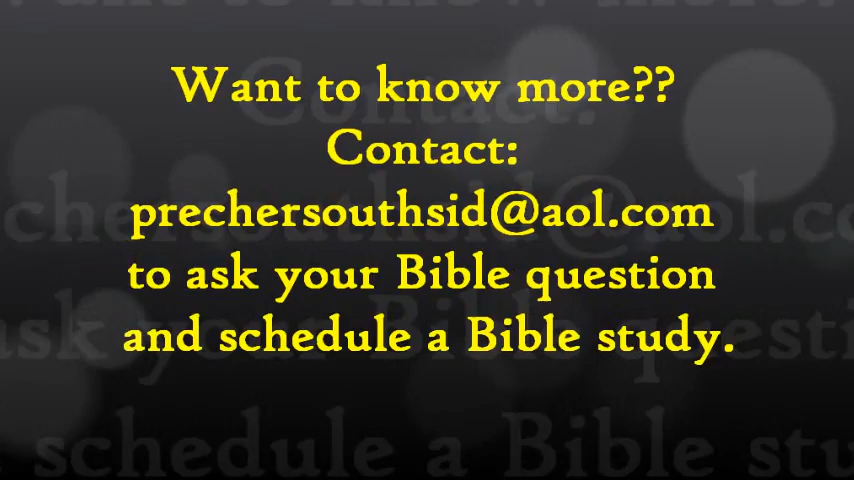 Want to know more??
Contact:
prechersouthsid@aol.com
to ask your Bible question
and schedule a Bible study.